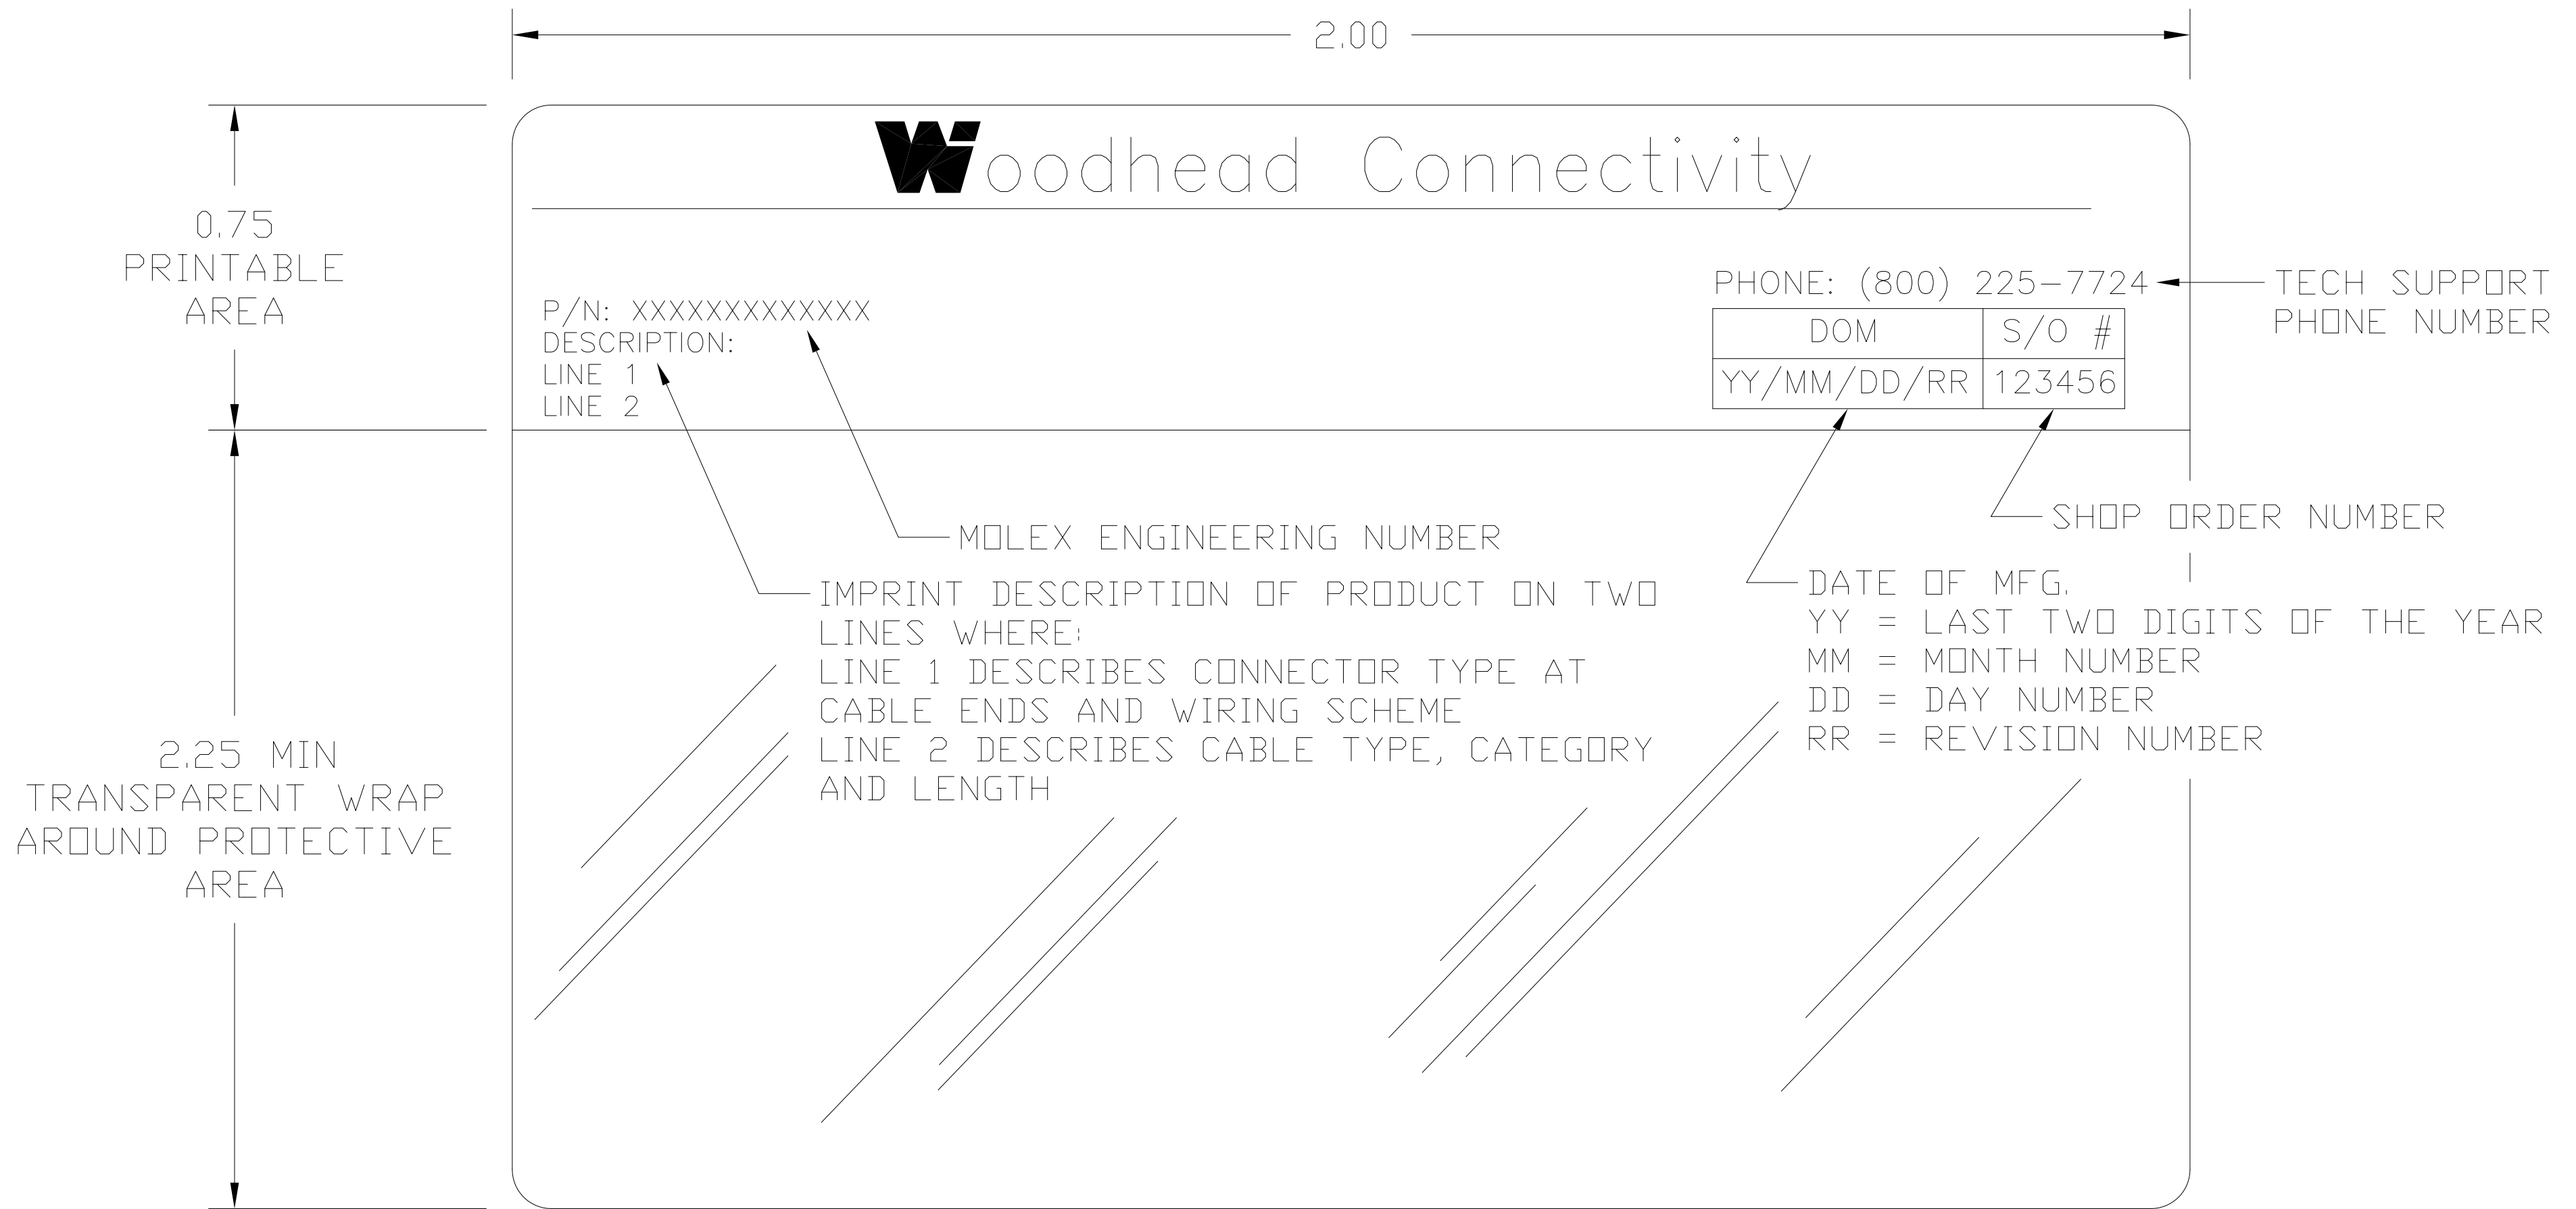 2.00
Woodhead Connectivity
0.75
PRINTABLE
AREA
PHONE: (800) 225-7724
TECH SUPPORT
PHONE NUMBER
P/N: XXXXXXXXXXXXX
DESCRIPTION:
LINE 1
LINE 2
DOM S/O #
YY/MM/DD/RR 123456
MOLEX ENGINEERING NUMBER
SHOP ORDER NUMBER
IMPRINT DESCRIPTION OF PRODUCT ON TWO
LINES WHERE:
LINE 1 DESCRIBES CONNECTOR TYPE AT
CABLE ENDS AND WIRING SCHEME
LINE 2 DESCRIBES CABLE TYPE, CATEGORY
AND LENGTH
DATE OF MFG.
YY = LAST TWO DIGITS OF THE YEAR
MM = MONTH NUMBER
DD = DAY NUMBER
RR = REVISION NUMBER
2.25 MIN
TRANSPARENT WRAP
AROUND PROTECTIVE
AREA